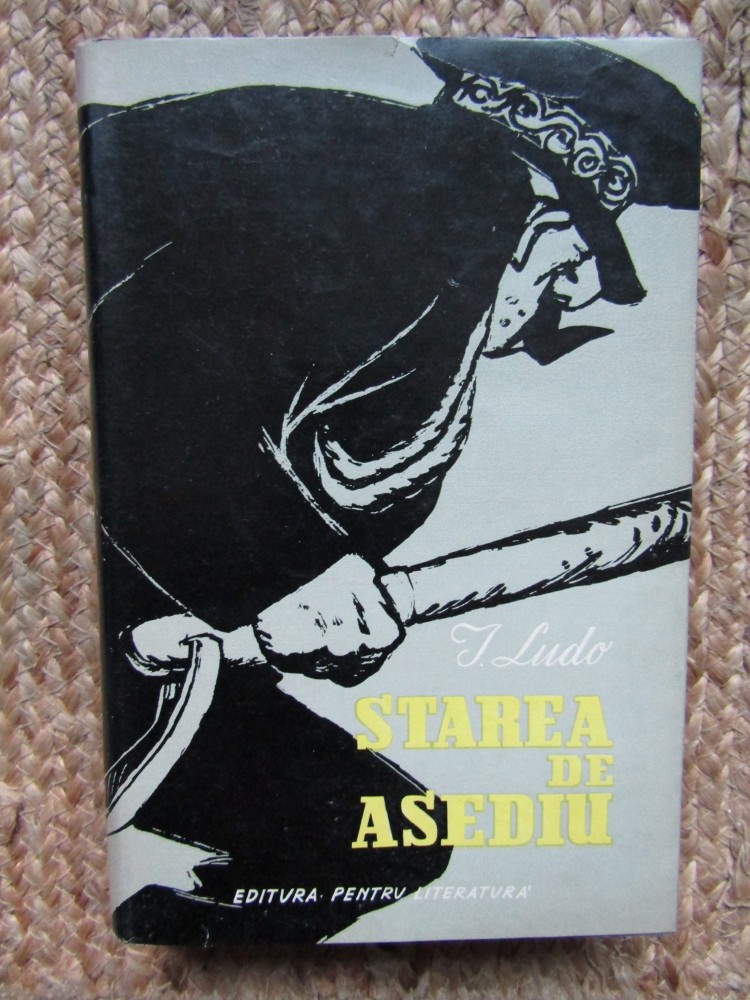 I. Ludo
STAREA
DE
ASEDIU
EDITURA PENTRU LITERATURĂ